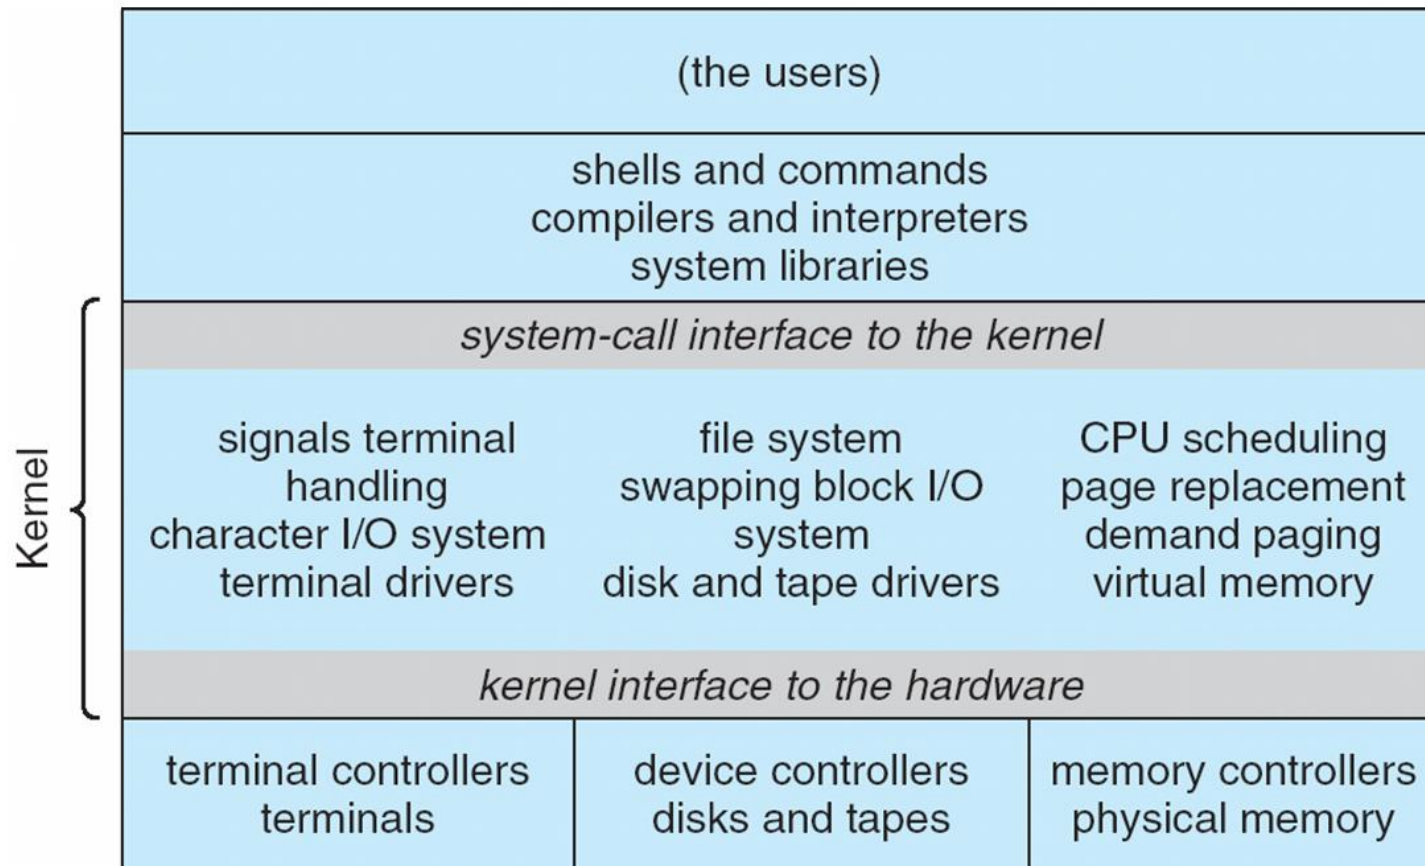 (the users)
shells and commands
compilers and interpreters
system libraries
system-call interface to the kernel
Kernel
signals terminal
handling
character I/O system
terminal drivers
file system
swapping block I/O
system
disk and tape drivers
CPU scheduling
page replacement
demand paging
virtual memory
kernel interface to the hardware
terminal controllers
terminals
device controllers
disks and tapes
memory controllers
physical memory